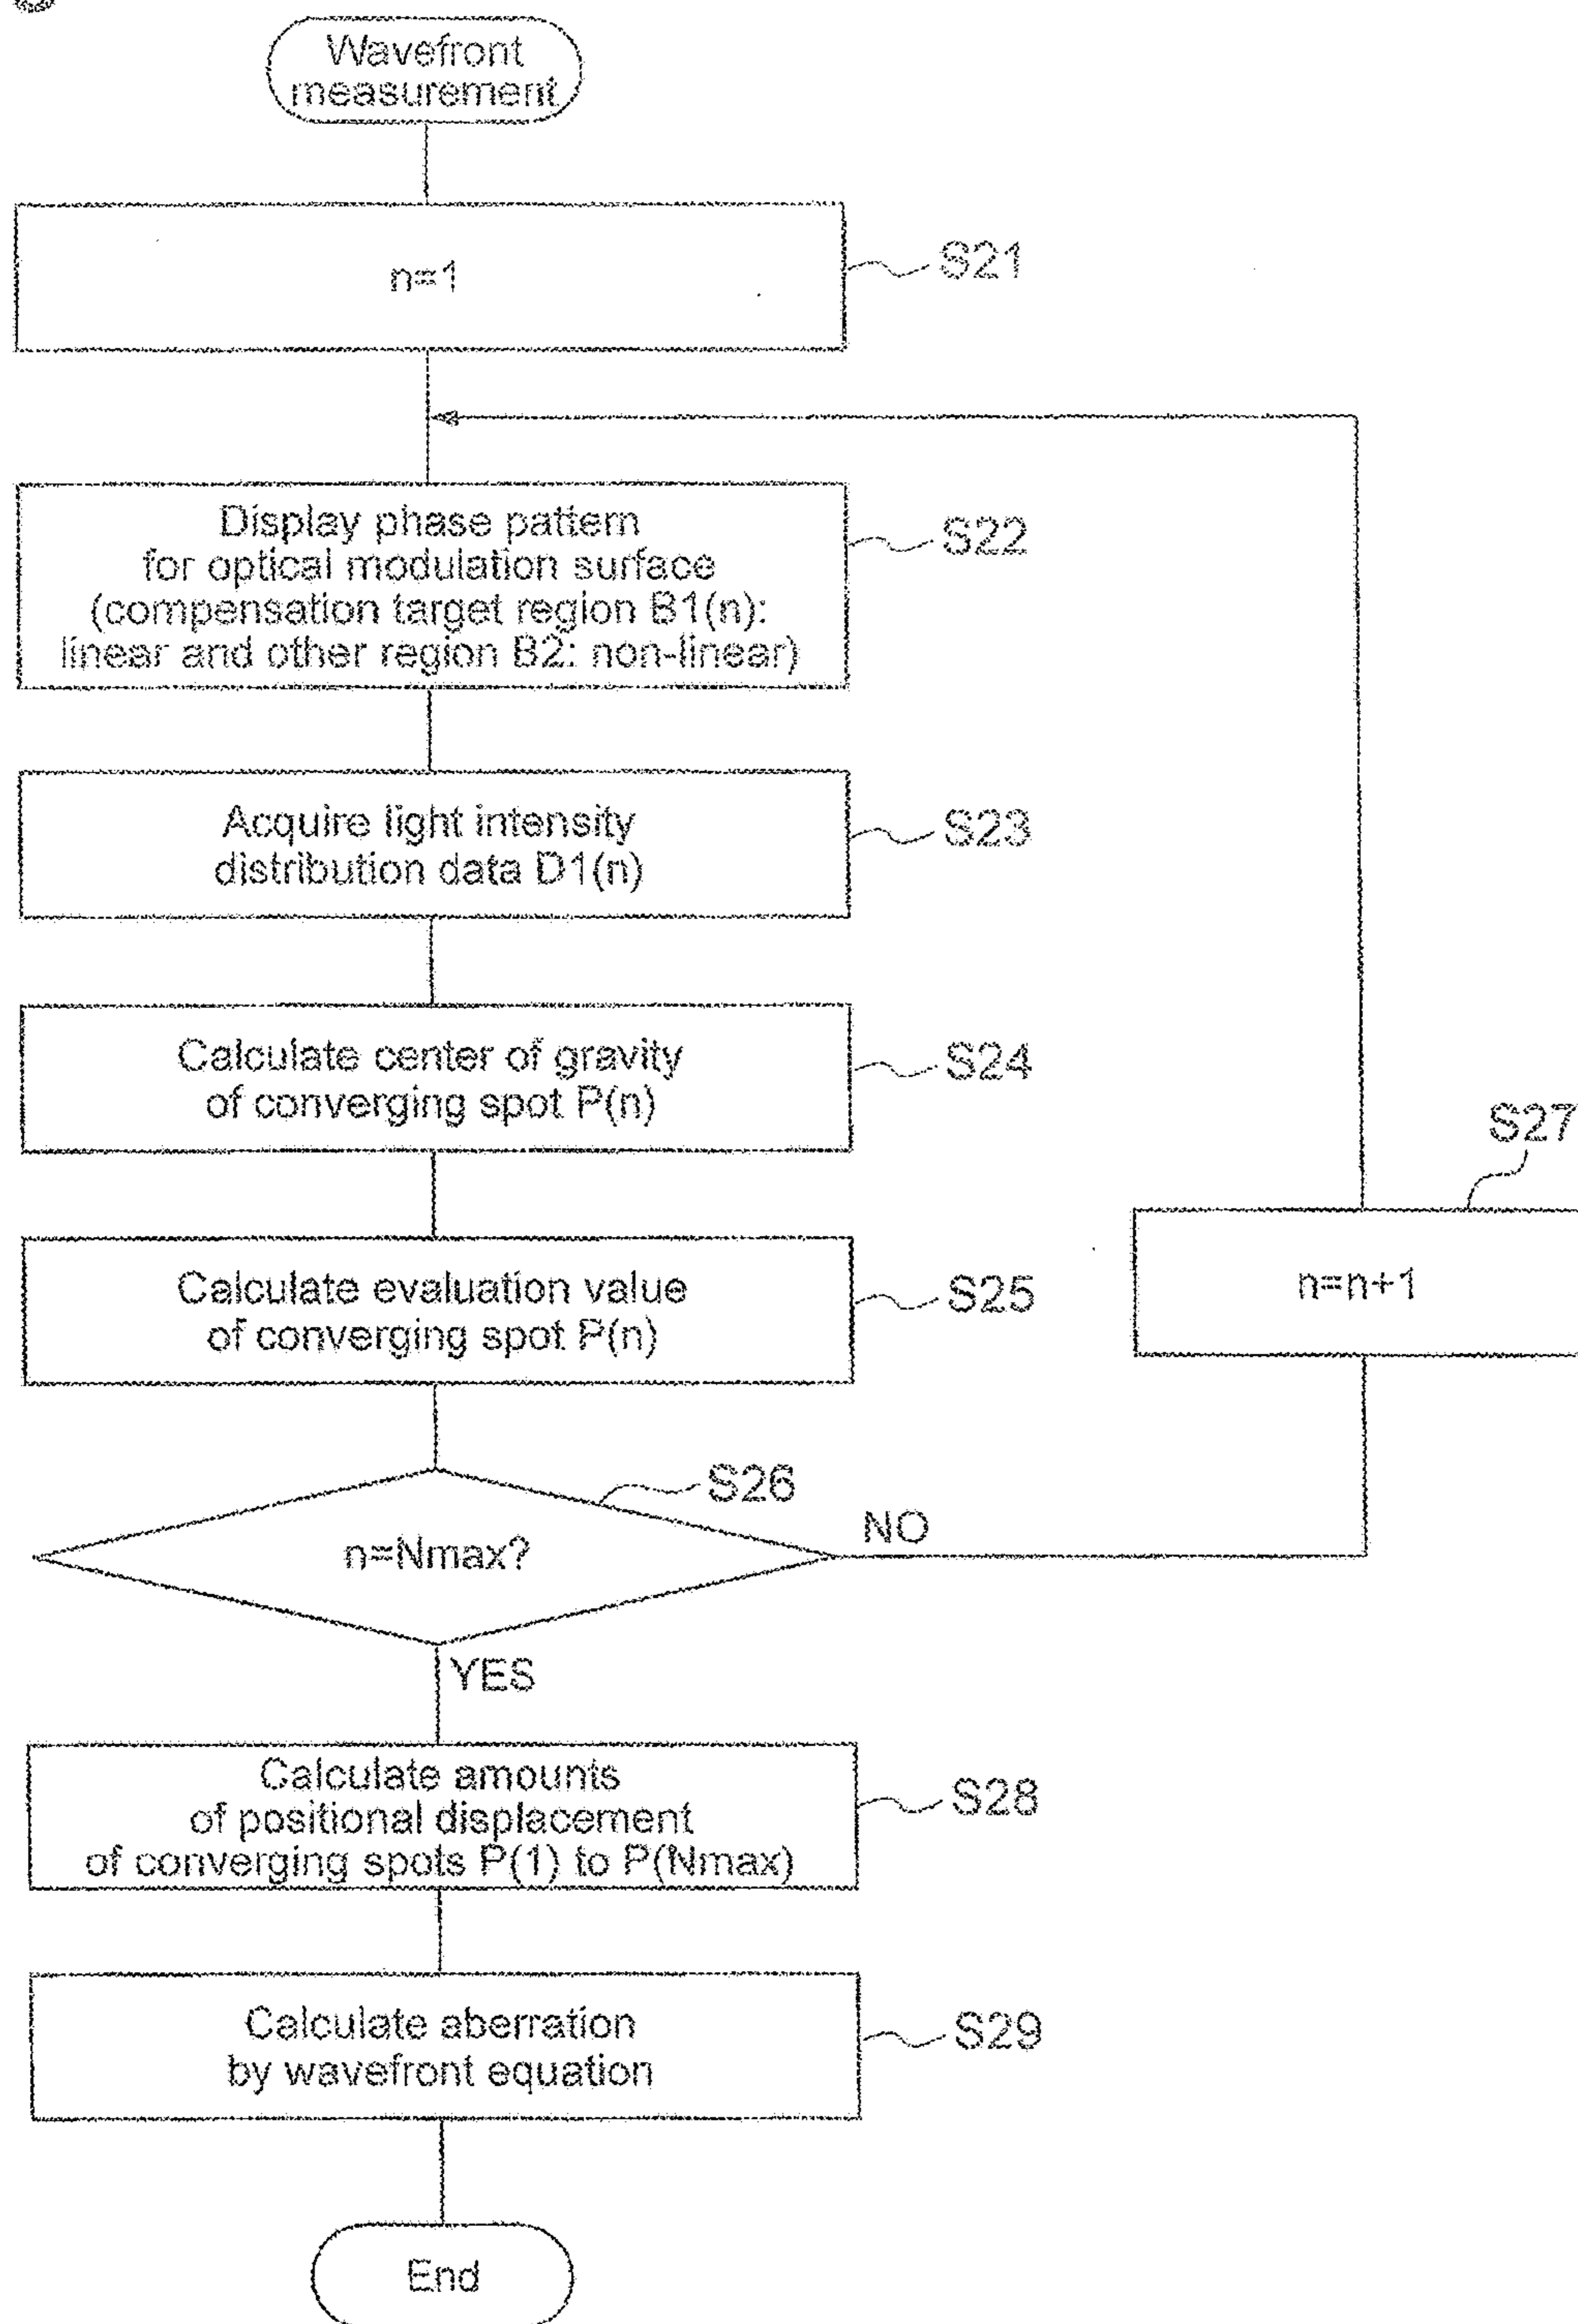 Wavefront
measurement
n=1
S21
Display phase pattern
for optical modulation surface
(compensation target region B1(n):
linear and other region B2: non-linear)
S22
Acquire light intensity
distribution data D1(n)
S23
Calculate center of gravity
of converging spot P(n)
S24
Calculate evaluation value
of converging spot P(n)
S25
S27
n=n+1
S26
n=Nmax?
NO
YES
Calculate amounts
of positional displacement
of converging spots P(1) to P(Nmax)
S28
Calculate aberration
by wavefront equation
S29
End